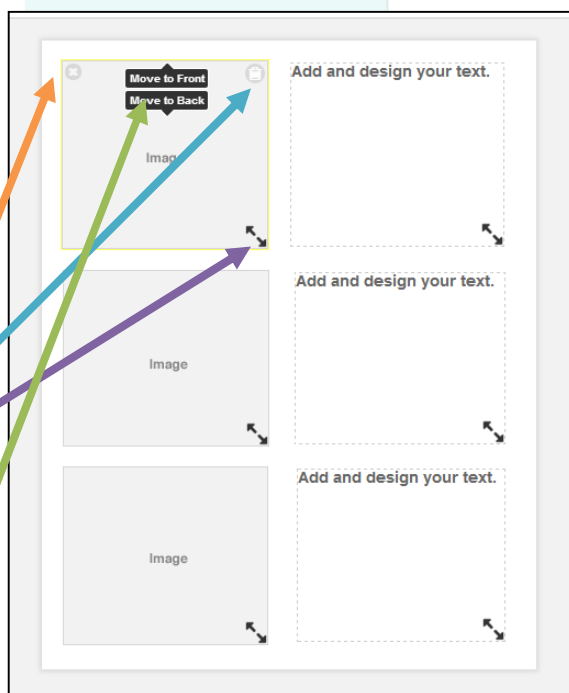 Move to Front
Move to Back
Image
Add and design your text.
Image
Add and design your text.
Image
Add and design your text.